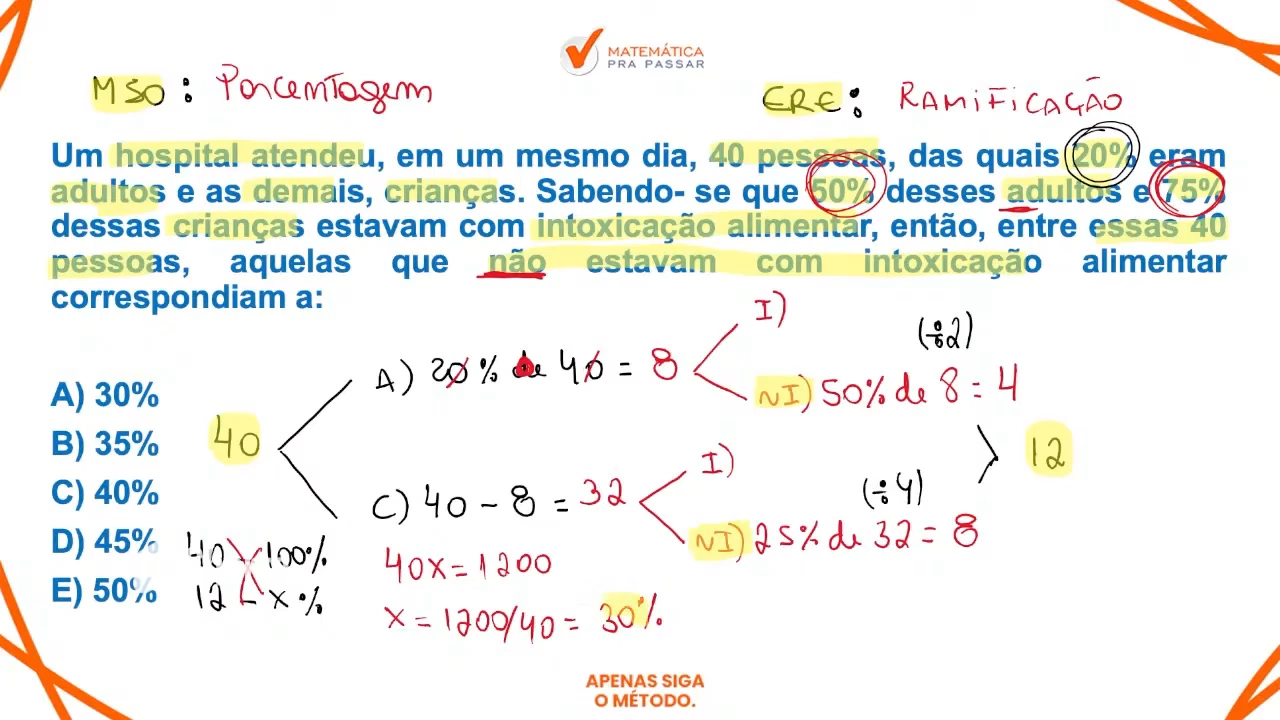 MATEMÁTICA
PRA PASSAR
MSO : Porcentagem
ERE : RAMIFICAÇÃO
Um hospital atendeu, em um mesmo dia, 40 pessoas, das quais 20% eram
adultos e as demais, crianças. Sabendo- se que 50% desses adultos e 75%
dessas crianças estavam com intoxicação alimentar, então, entre essas 40
pessoas, aquelas que não estavam com intoxicação alimentar
correspondiam a:
I)
(÷2)
A) 20% de 40 = 8
NI) 50% de 8 = 4
A) 30%
B) 35%
C) 40%
D) 45%
E) 50%
40
12
I)
(÷4)
C) 40 - 8 = 32
NI) 25% de 32 = 8
40 - 100%
12 - x %
40x = 1200
x = 1200/40 = 30%
APENAS SIGA
O MÉTODO.